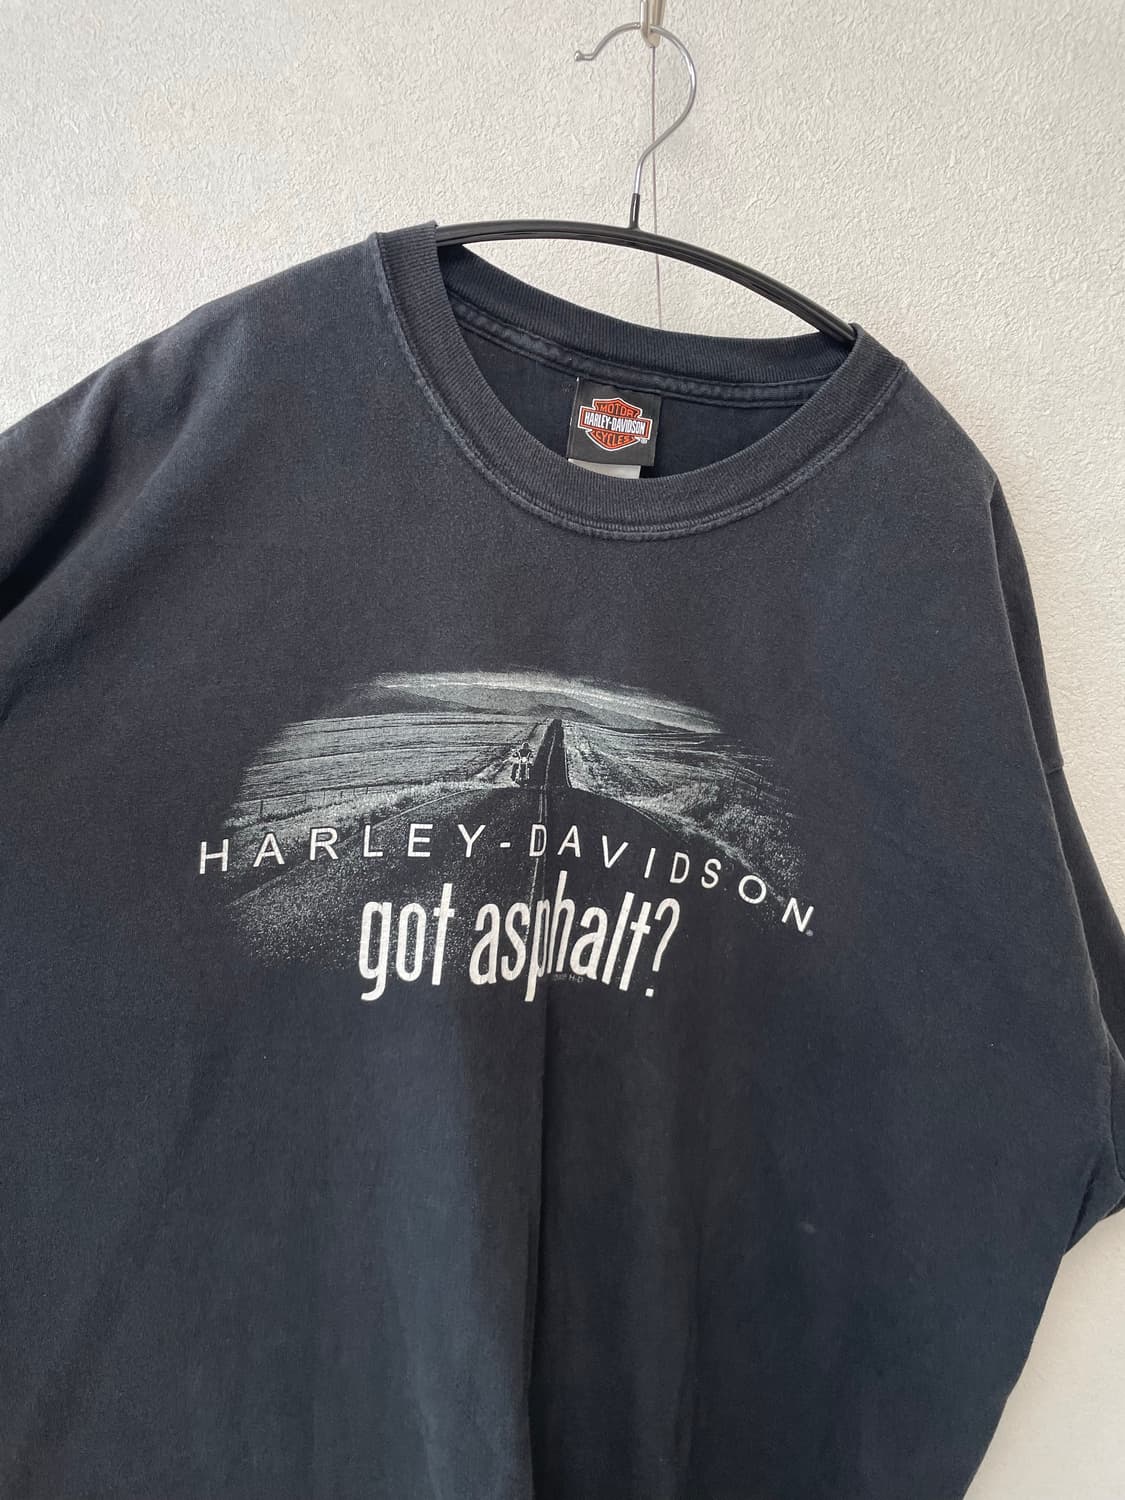 MOTOR
HARLEY-DAVIDSON
CYCLES
HARLEY-DAVIDSON
got asphalt?
H-D